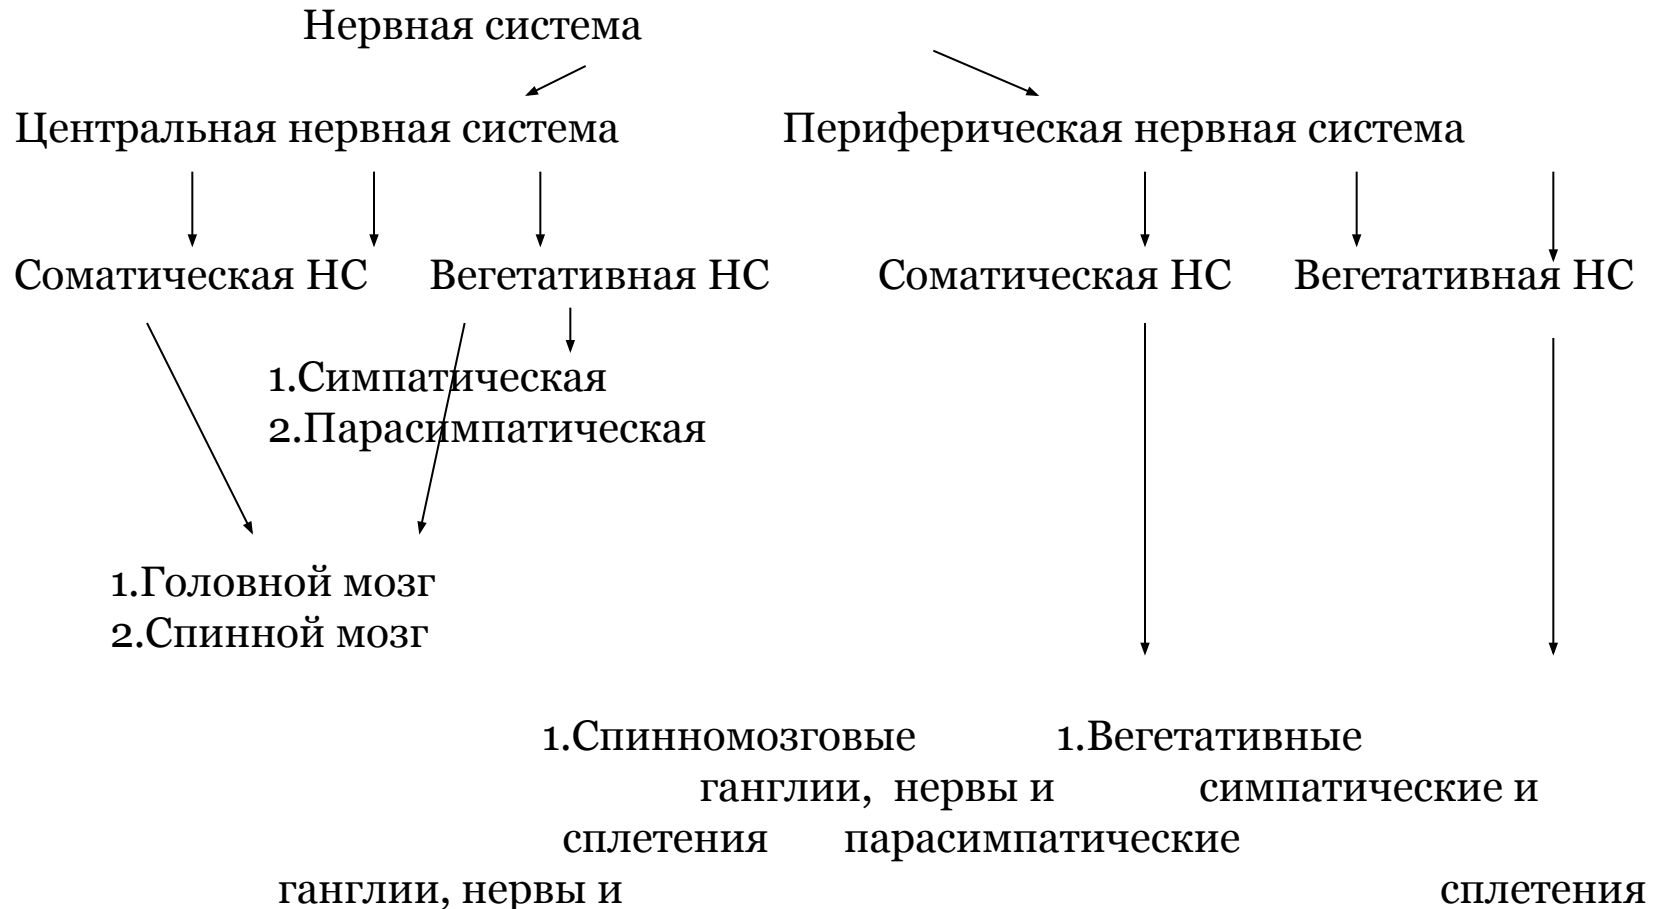 Нервная система
Центральная нервная система Периферическая нервная система
Соматическая НС Вегетативная НС Соматическая НС Вегетативная НС
1.Симпатическая
2.Парасимпатическая
1.Головной мозг
2.Спинной мозг
1.Спинномозговые 1.Вегетативные
ганглии, нервы и симпатические и
сплетения парасимпатические
ганглии, нервы и сплетения